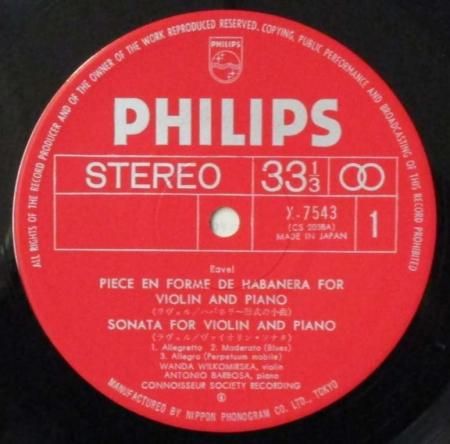 ALL RIGHTS OF THE RECORD PRODUCER AND OF THE OWNER OF THE WORK REPRODUCED RESERVED. COPYING, PUBLIC PERFORMANCE AND BROADCASTING OF THIS RECORD PROHIBITED
PHILIPS
PHILIPS
STEREO 33 1/3
X-7543
(CS 2038A)
MADE IN JAPAN
1
Ravel
PIECE EN FORME DE HABANERA FOR
VIOLIN AND PIANO
(ラヴェル/ハバネラ形式の小曲)
SONATA FOR VIOLIN AND PIANO
(ラヴェル/ヴァイオリン・ソナタ)
1. Allegretto 2. Moderato (Blues)
3. Allegro (Perpetuum mobile)
WANDA WILKOMIRSKA, violin
ANTONIO BARBOSA, piano
CONNOISSEUR SOCIETY RECORDING
MANUFACTURED BY NIPPON PHONOGRAM CO., LTD., TOKYO